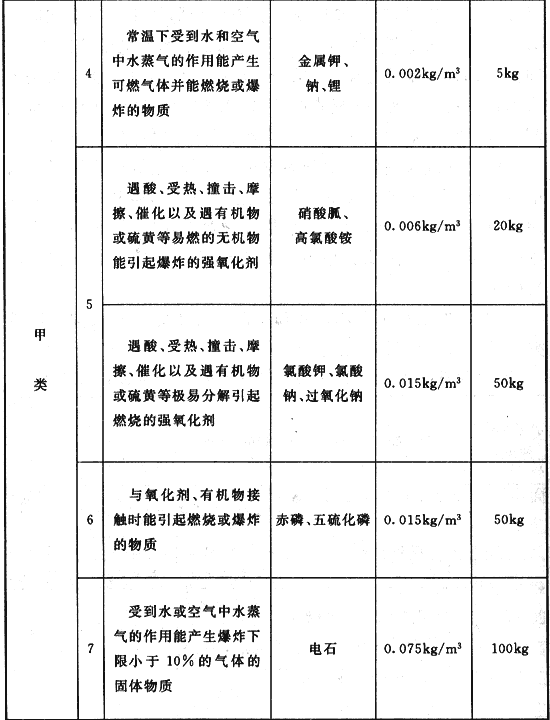 甲
类
4
常温下受到水和空气
中水蒸气的作用能产生
可燃气体并能燃烧或爆
炸的物质
金属钾、
钠、锂
0.002kg/m³
5kg
5
遇酸、受热、撞击、摩
擦、催化以及遇有机物
或硫黄等易燃的无机物
能引起爆炸的强氧化剂
硝酸胍、
高氯酸铵
0.006kg/m³
20kg
遇酸、受热、撞击、摩
擦、催化以及遇有机物
或硫黄等极易分解引起
燃烧的强氧化剂
氯酸钾、氯酸
钠、过氧化钠
0.015kg/m³
50kg
6
与氧化剂、有机物接
触时能引起燃烧或爆炸
的物质
赤磷、五硫化磷
0.015kg/m³
50kg
7
受到水或空气中水蒸
气的作用能产生爆炸下
限小于 10%的气体的
固体物质
电石
0.075kg/m³
100kg